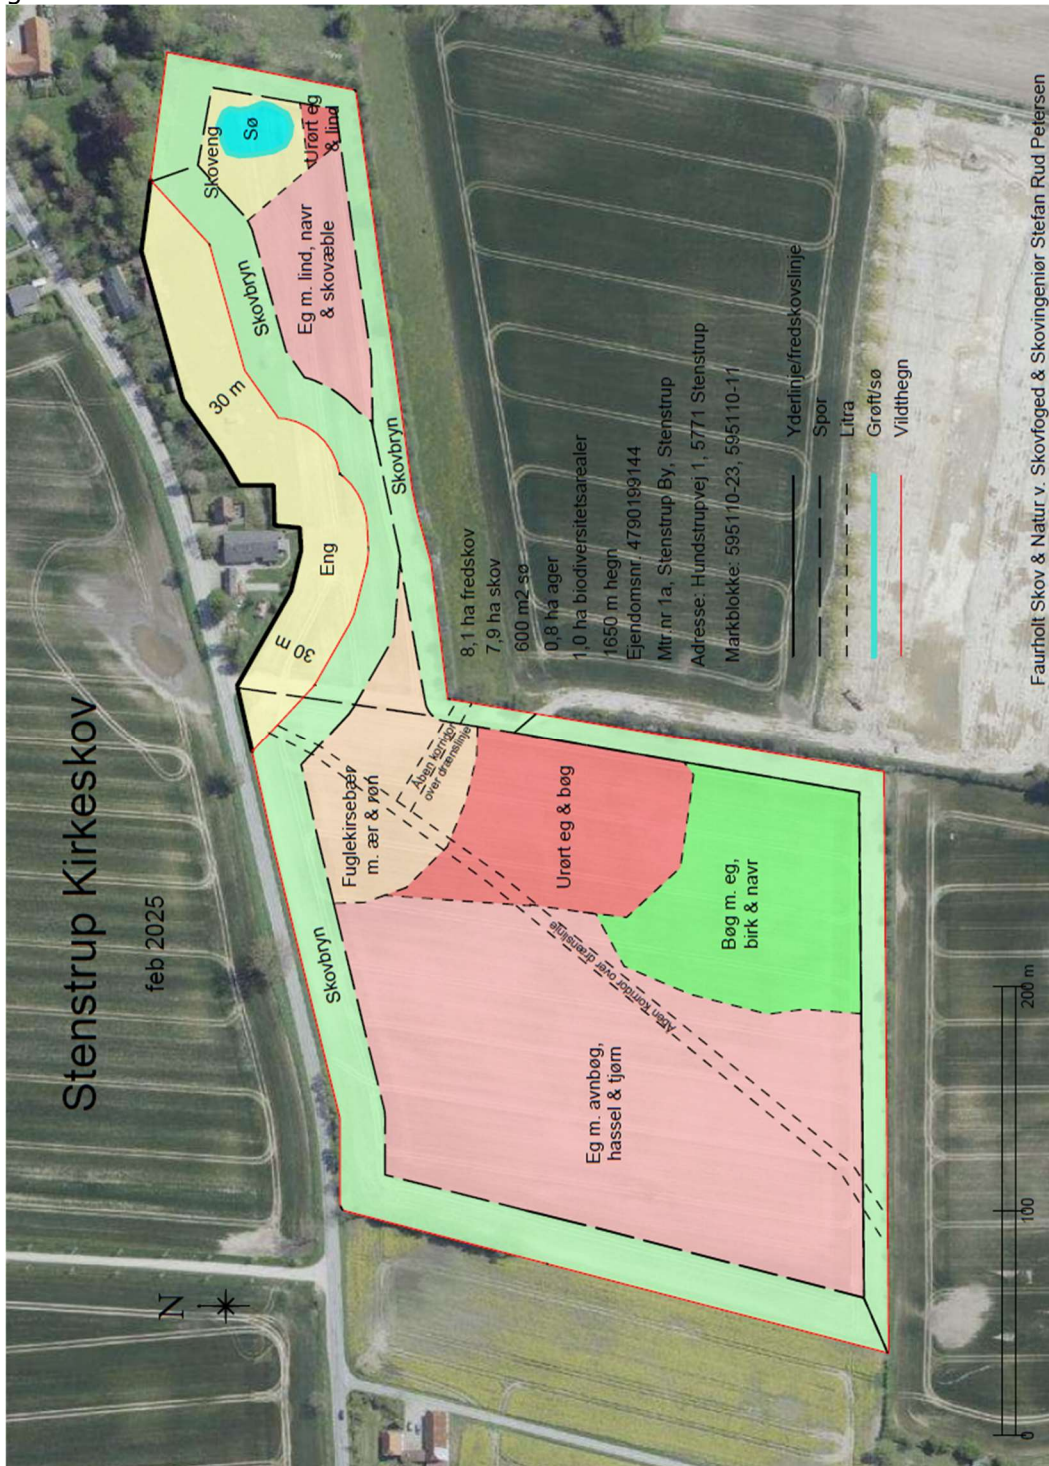 Stenstrup Kirkeskov
feb 2025
N
Skoveng
Sø
Urørt eg
& lind
Eg m. lind, navr
& skovæble
Skovbryn
30 m
Skovbryn
Eng
30 m
Fuglekirsebær
m. ær & røn
Åben korridor
over drænslinje
Urørt eg & bøg
Bøg m. eg,
birk & navr
Skovbryn
Åben korridor over drænslinje
Eg m. avnbøg,
hassel & tjørn
8,1 ha fredskov
7,9 ha skov
600 m2 sø
0,8 ha ager
1,0 ha biodiversitetsarealer
1650 m hegn
Ejendomsnr. 4790199144
Mtr nr 1a, Stenstrup By, Stenstrup
Adresse: Hundstrupvej 1, 5771 Stenstrup
Markblokke: 595110-23, 595110-11
Yderlinje/fredskovslinje
Spor
Litra
Grøft/sø
Vildthegn
0 100 200 m
Faurholt Skov & Natur v. Skovfoged & Skovingeniør Stefan Rud Petersen